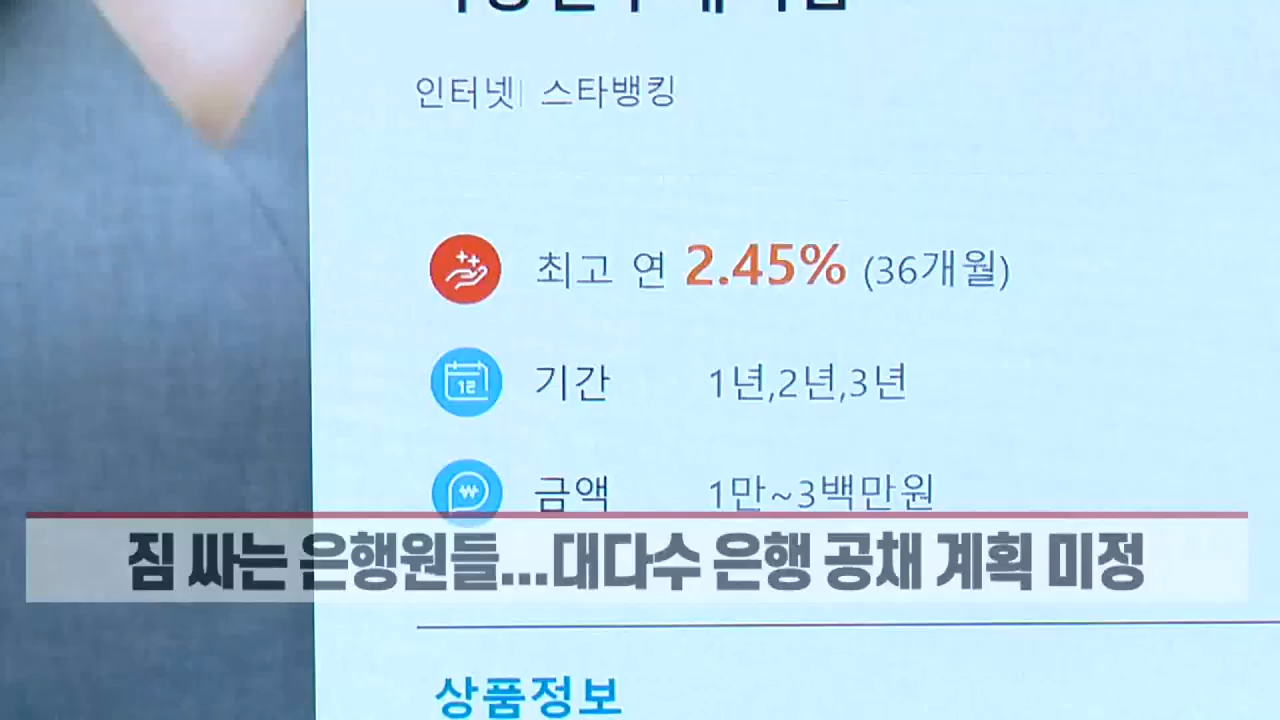 인터넷| 스타뱅킹
최고 연 2.45% (36개월)
12 기간 1년,2년,3년
₩ 금액 1만~3백만원
짐 싸는 은행원들...대다수 은행 공채 계획 미정
상품정보